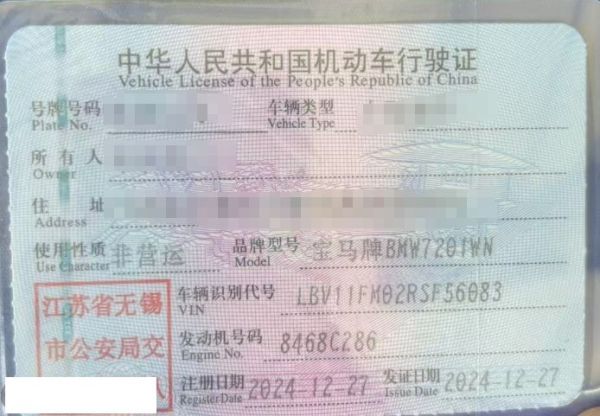 中华人民共和国机动车行驶证
Vehicle License of the People's Republic of China
号牌号码 车辆类型
Plate No. Vehicle Type
所有人
Owner
住址
Address
使用性质 非营运 品牌型号 宝马牌BMW7201WN
Use Character Model
江苏省无锡
市公安局交
车辆识别代号 LBV11FM02RSF56083
VIN
发动机号码 8468C286
Engine No.
注册日期 2024-12-27 发证日期 2024-12-27
Register Date Issue Date